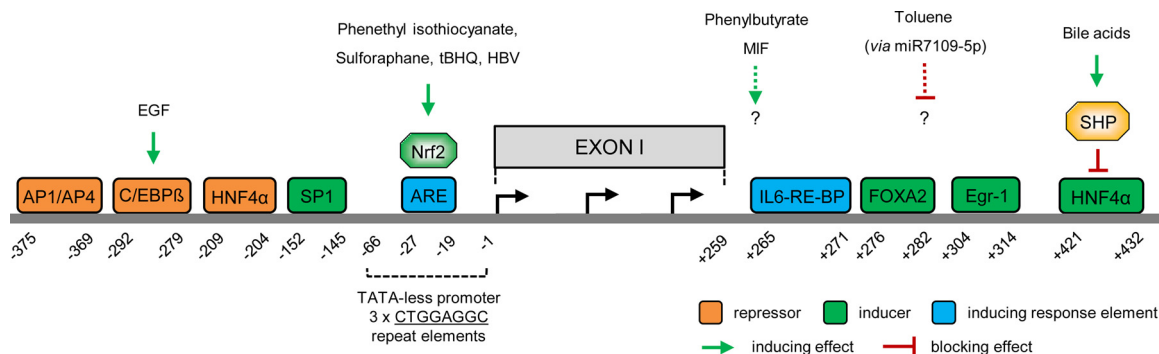 Phenethyl isothiocyanate,
Sulforaphane, tBHQ, HBV
Phenylbutyrate
MIF
Toluene
(via miR7109-5p)
Bile acids
EGF
?
?
SHP
Nrf2
EXON I
AP1/AP4
C/EBPß
HNF4α
SP1
ARE
IL6-RE-BP
FOXA2
Egr-1
HNF4α
-375
-369
-292
-279
-209
-204
-152
-145
-66
-27
-19
-1
+259
+265
+271
+276
+282
+304
+314
+421
+432
TATA-less promoter
3 x CTGGAGGC
repeat elements
repressor
inducer
inducing response element
inducing effect
blocking effect